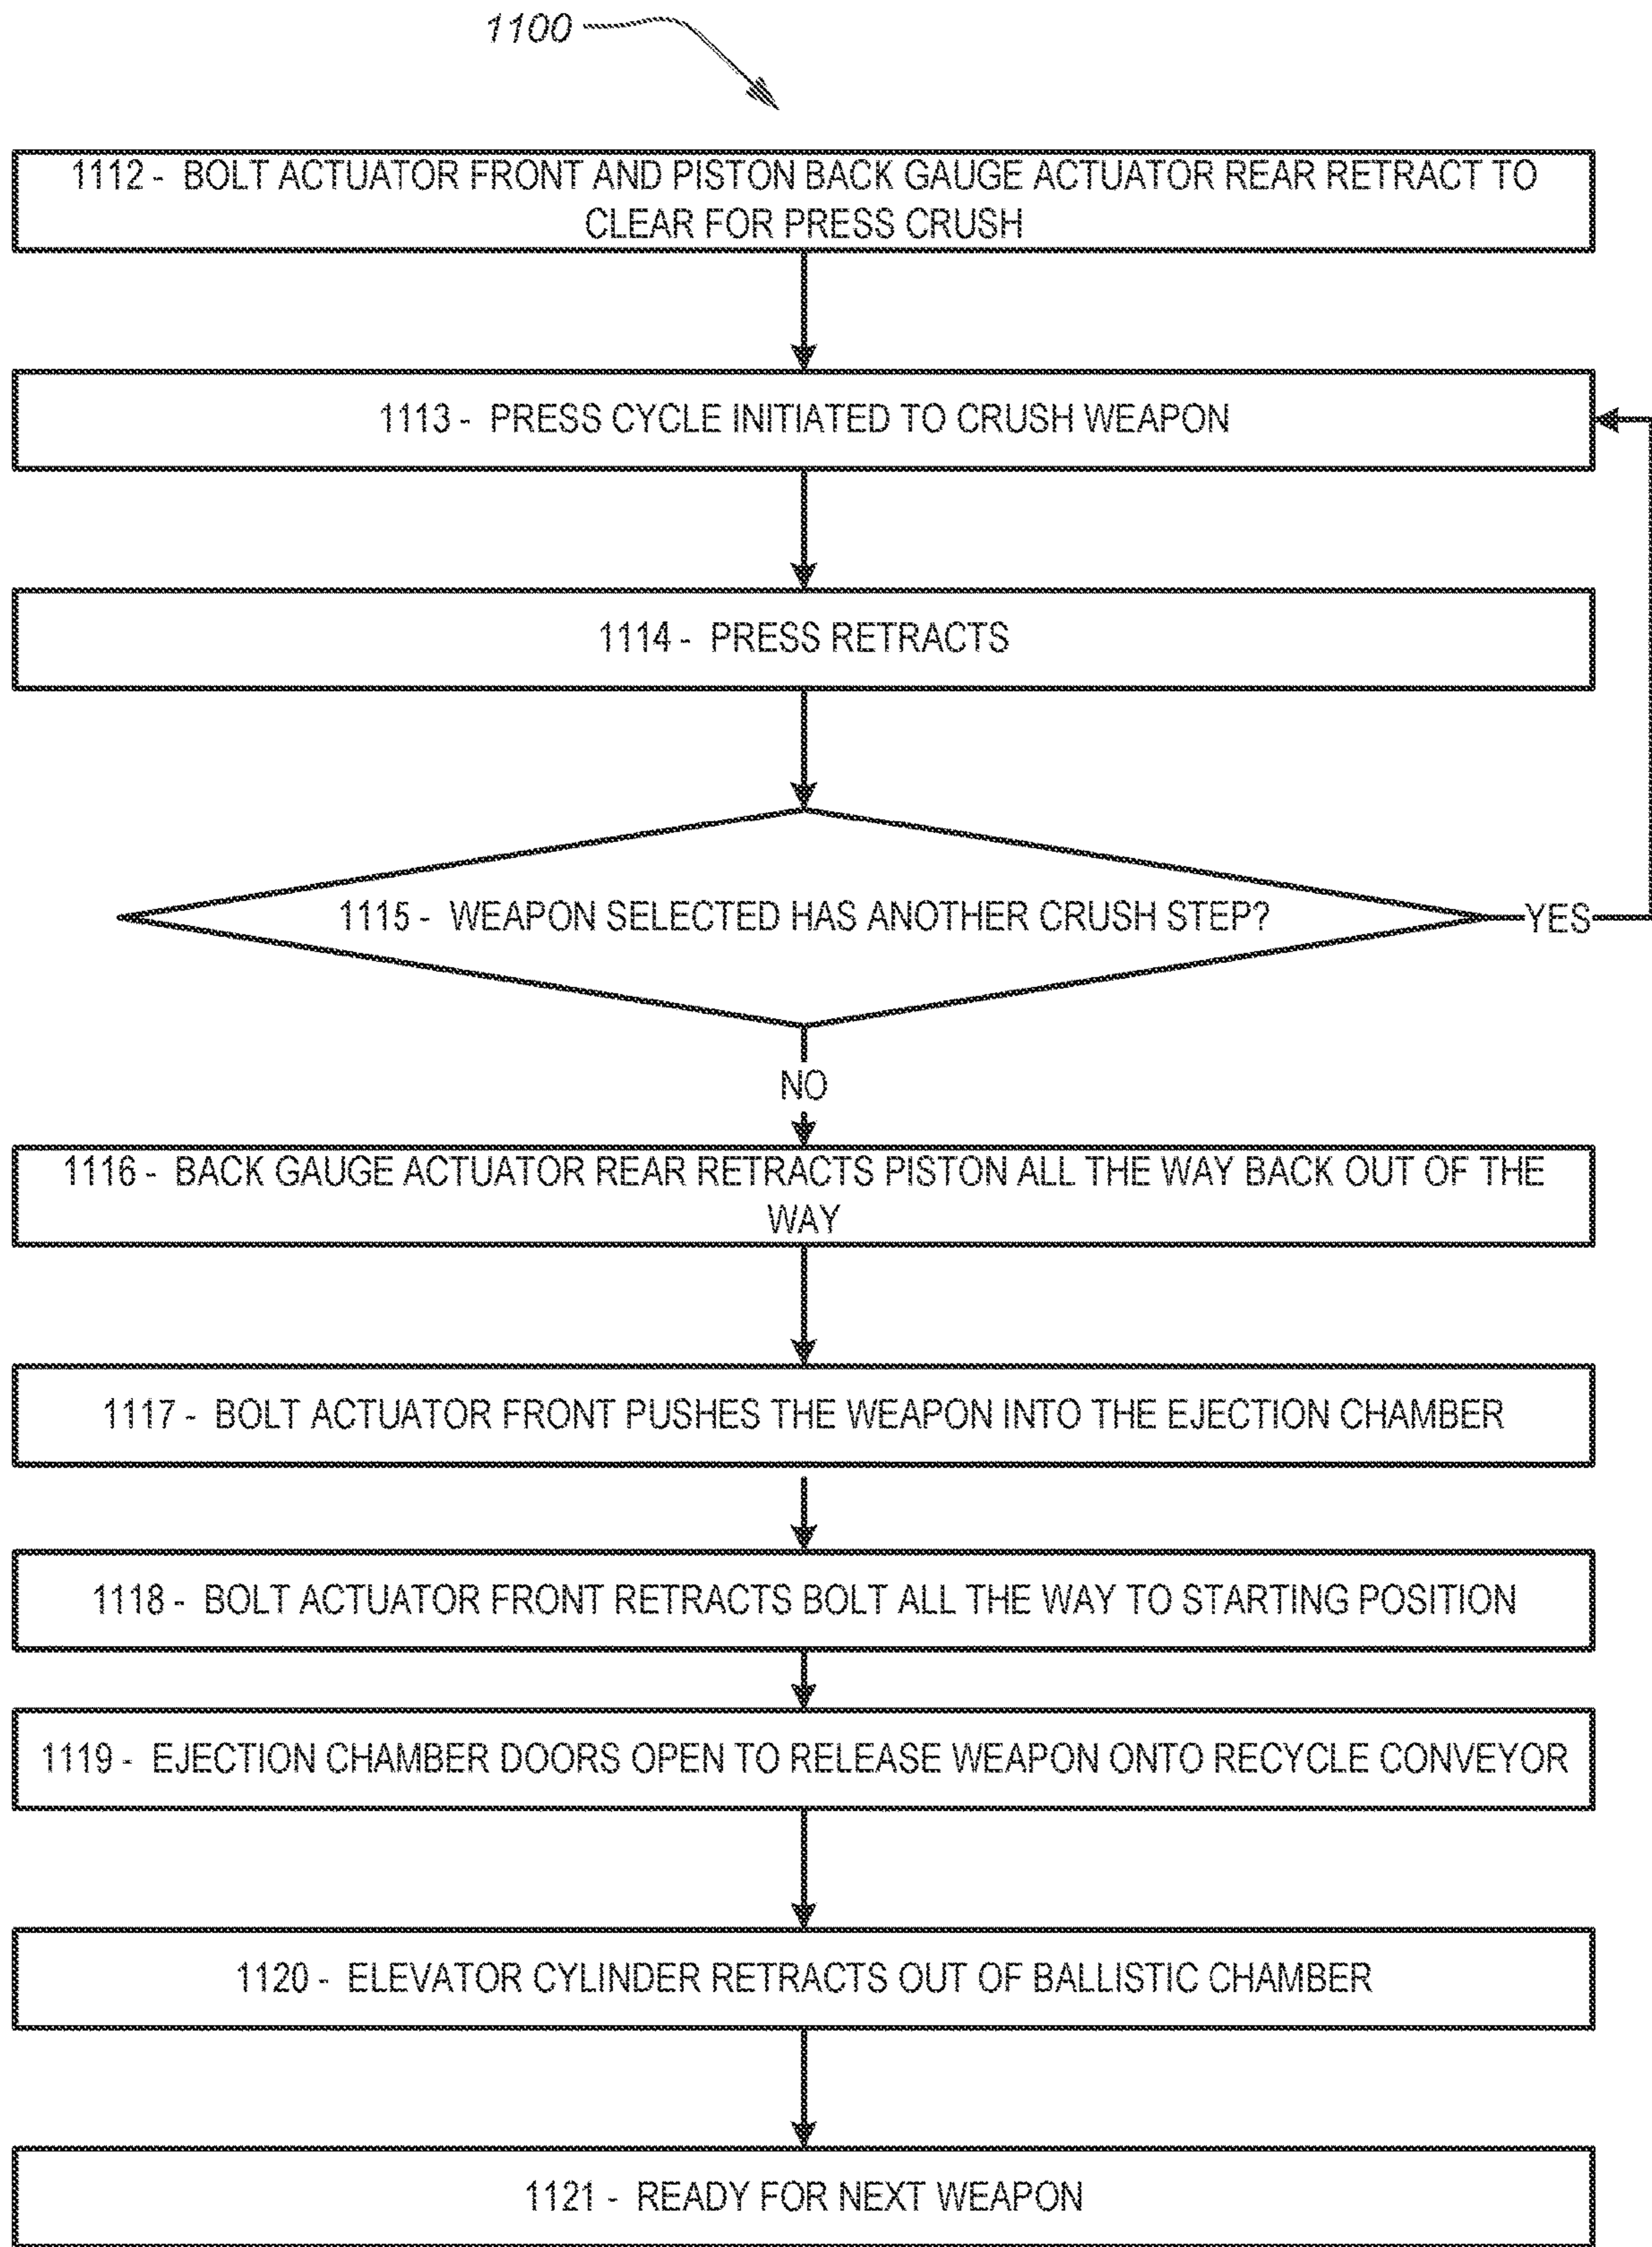 1100
1112 - BOLT ACTUATOR FRONT AND PISTON BACK GAUGE ACTUATOR REAR RETRACT TO
CLEAR FOR PRESS CRUSH
1113 - PRESS CYCLE INITIATED TO CRUSH WEAPON
1114 - PRESS RETRACTS
1115 - WEAPON SELECTED HAS ANOTHER CRUSH STEP?
YES
NO
1116 - BACK GAUGE ACTUATOR REAR RETRACTS PISTON ALL THE WAY BACK OUT OF THE
WAY
1117 - BOLT ACTUATOR FRONT PUSHES THE WEAPON INTO THE EJECTION CHAMBER
1118 - BOLT ACTUATOR FRONT RETRACTS BOLT ALL THE WAY TO STARTING POSITION
1119 - EJECTION CHAMBER DOORS OPEN TO RELEASE WEAPON ONTO RECYCLE CONVEYOR
1120 - ELEVATOR CYLINDER RETRACTS OUT OF BALLISTIC CHAMBER
1121 - READY FOR NEXT WEAPON